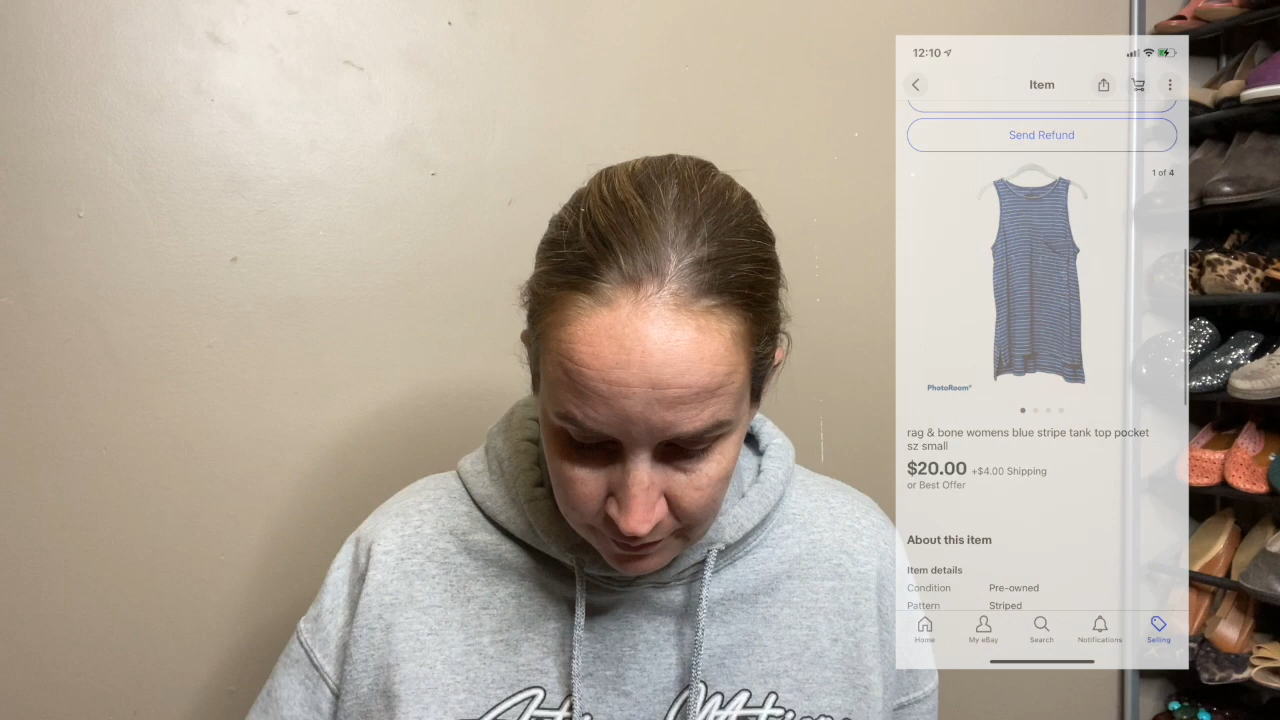 12:10
Item
Send Refund
1 of 4
PhotoRoom
rag & bone womens blue stripe tank top pocket
sz small
$20.00 +$4.00 Shipping
or Best Offer
About this item
Item details
Condition Pre-owned
Pattern Striped
Home My eBay Search Notifications Selling